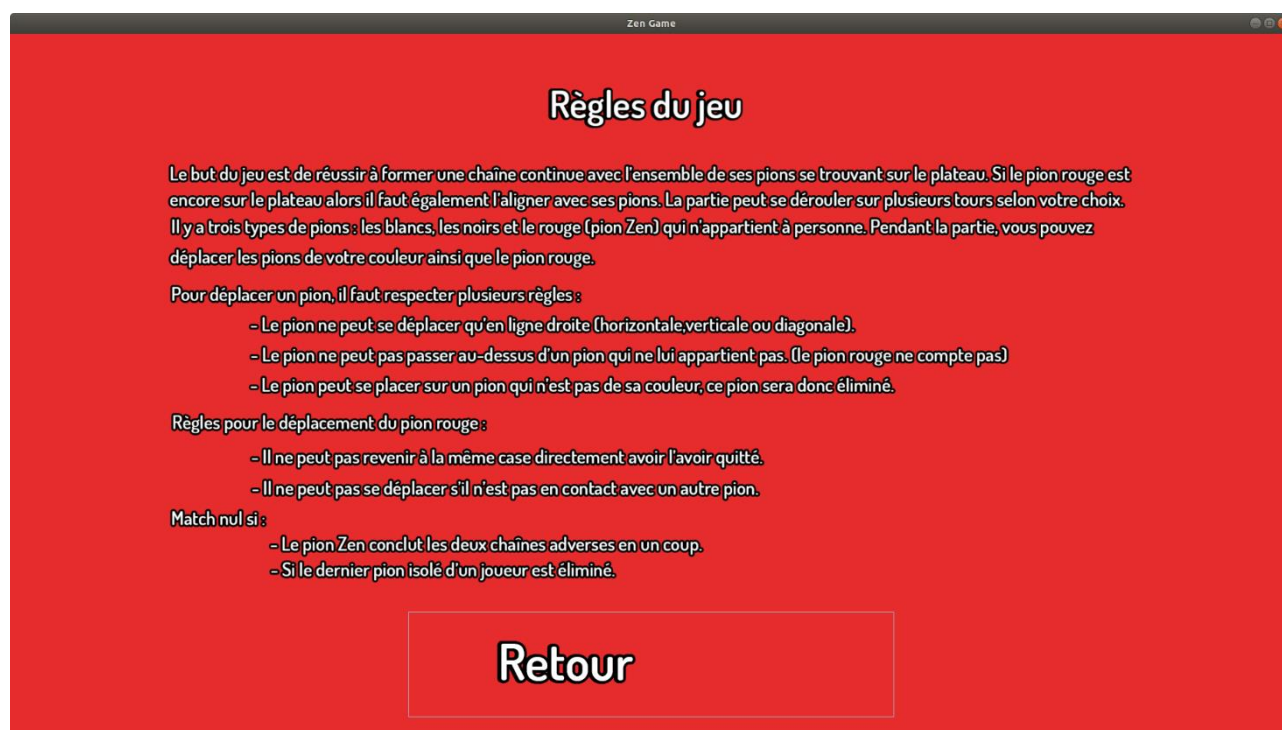 Zen Game
Règles du jeu
Le but du jeu est de réussir à former une chaîne continue avec l'ensemble de ses pions se trouvant sur le plateau. Si le pion rouge est
encore sur le plateau alors il faut également l'aligner avec ses pions. La partie peut se dérouler sur plusieurs tours selon votre choix.
Il y a trois types de pions : les blancs, les noirs et le rouge (pion Zen) qui n'appartient à personne. Pendant la partie, vous pouvez
déplacer les pions de votre couleur ainsi que le pion rouge.
Pour déplacer un pion, il faut respecter plusieurs règles :
- Le pion ne peut se déplacer qu'en ligne droite (horizontale,verticale ou diagonale).
- Le pion ne peut pas passer au-dessus d'un pion qui ne lui appartient pas. (le pion rouge ne compte pas)
- Le pion peut se placer sur un pion qui n'est pas de sa couleur, ce pion sera donc éliminé.
Règles pour le déplacement du pion rouge :
- Il ne peut pas revenir à la même case directement avoir l'avoir quitté.
- Il ne peut pas se déplacer s'il n'est pas en contact avec un autre pion.
Match nul si :
- Le pion Zen conclut les deux chaînes adverses en un coup.
- Si le dernier pion isolé d'un joueur est éliminé.
Retour